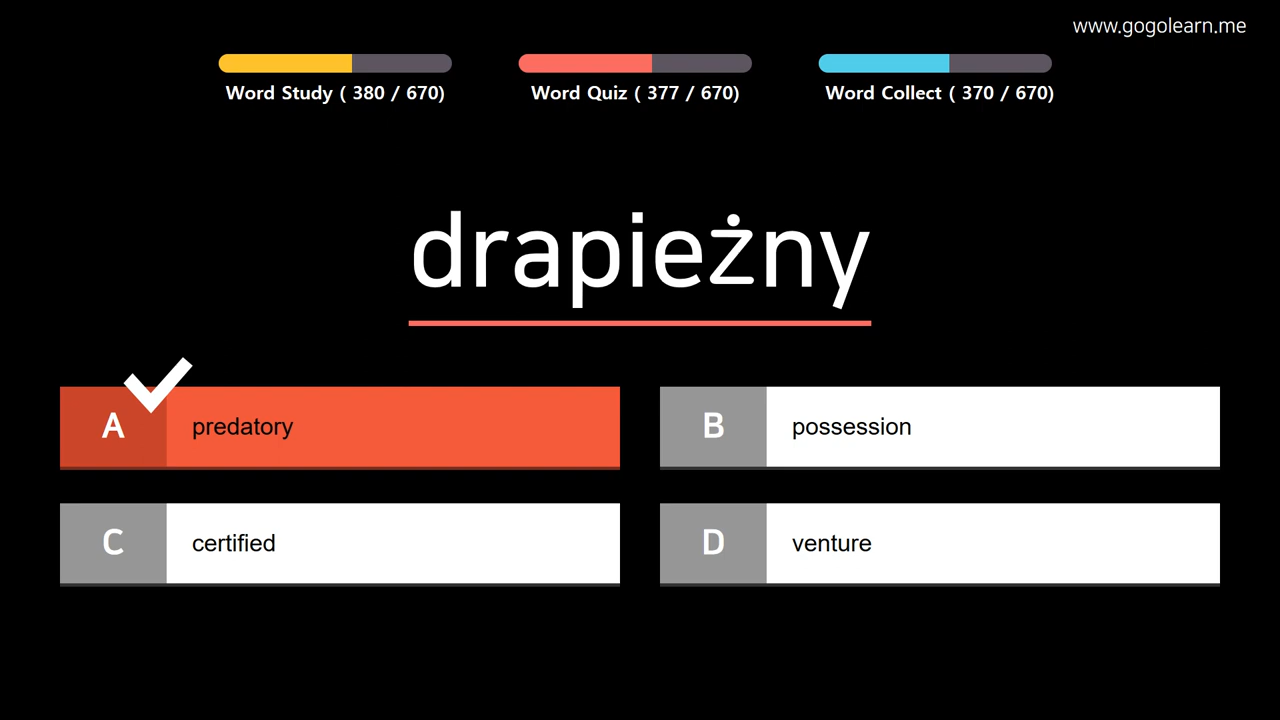 www.gogolearn.me
Word Study ( 380 / 670)
Word Quiz ( 377 / 670)
Word Collect ( 370 / 670)
drapieżny
A predatory
B possession
C certified
D venture